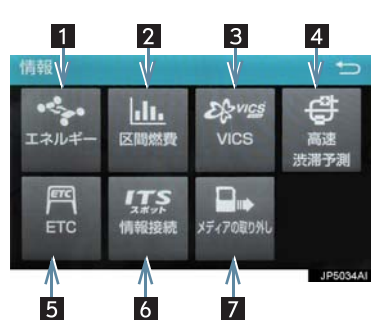 1 2 3 4
情報
VICS
エネルギー 区間燃費 VICS 高速
渋滞予測
ETC ITS
スポット
ETC 情報接続 メディアの取り外し
JP5034AI
5 6 7